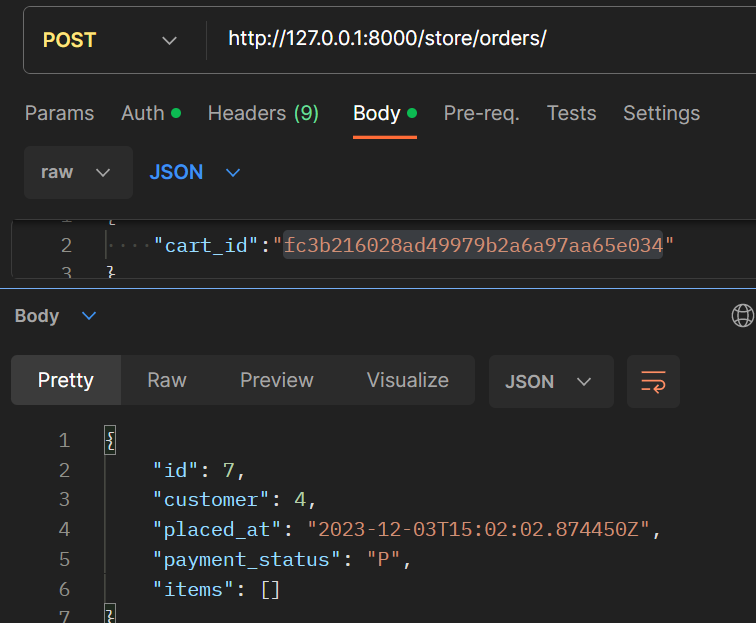 POST http://127.0.0.1:8000/store/orders/
Params Auth Headers (9) Body Pre-req. Tests Settings
raw JSON
1 {
2 ····"cart_id":"fc3b216028ad49979b2a6a97aa65e034"
3 }
Body
Pretty Raw Preview Visualize JSON
1 {
2 "id": 7,
3 "customer": 4,
4 "placed_at": "2023-12-03T15:02:02.874450Z",
5 "payment_status": "P",
6 "items": []
7 }